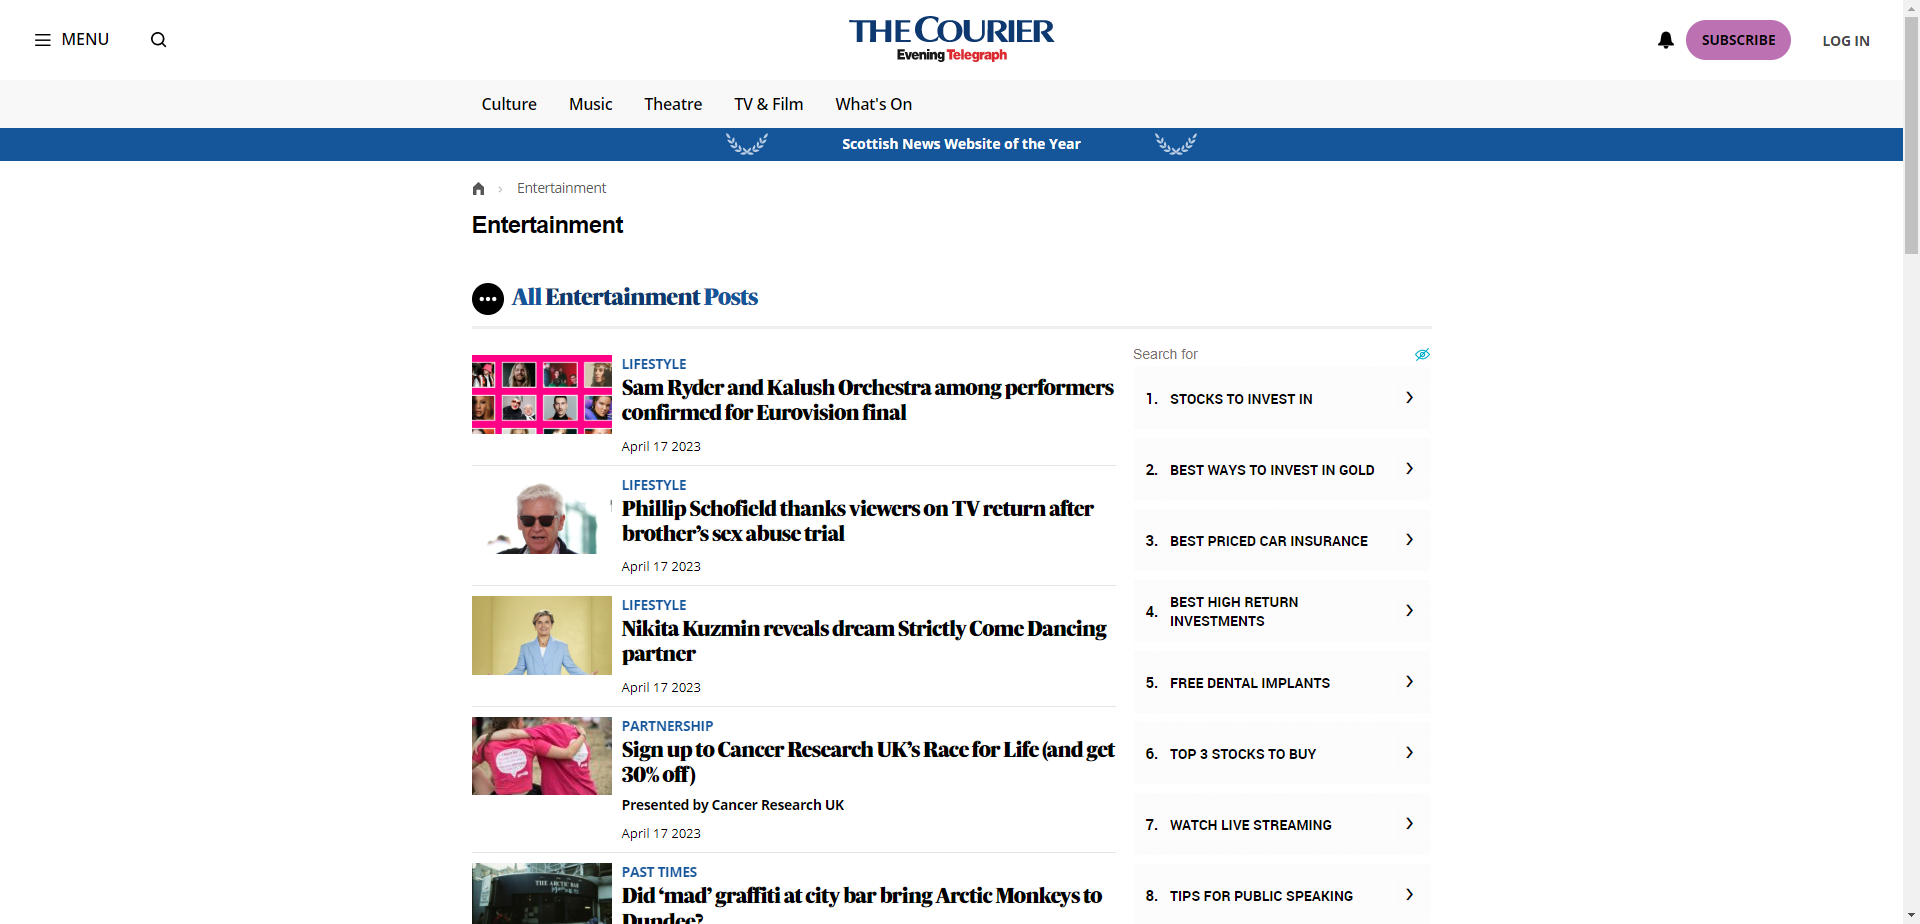 MENU
THE COURIER
Evening Telegraph
SUBSCRIBE
LOG IN
Culture
Music
Theatre
TV & Film
What's On
Scottish News Website of the Year
Entertainment
Entertainment
All Entertainment Posts
LIFESTYLE
Sam Ryder and Kalush Orchestra among performers
confirmed for Eurovision final
April 17 2023
LIFESTYLE
Phillip Schofield thanks viewers on TV return after
brother's sex abuse trial
April 17 2023
LIFESTYLE
Nikita Kuzmin reveals dream Strictly Come Dancing
partner
April 17 2023
PARTNERSHIP
Sign up to Cancer Research UK's Race for Life (and get
30% off)
Presented by Cancer Research UK
April 17 2023
THE ARCTIC BAR
PAST TIMES
Did ‘mad’ graffiti at city bar bring Arctic Monkeys to
Dundee?
Search for
1. STOCKS TO INVEST IN
2. BEST WAYS TO INVEST IN GOLD
3. BEST PRICED CAR INSURANCE
4. BEST HIGH RETURN
INVESTMENTS
5. FREE DENTAL IMPLANTS
6. TOP 3 STOCKS TO BUY
7. WATCH LIVE STREAMING
8. TIPS FOR PUBLIC SPEAKING